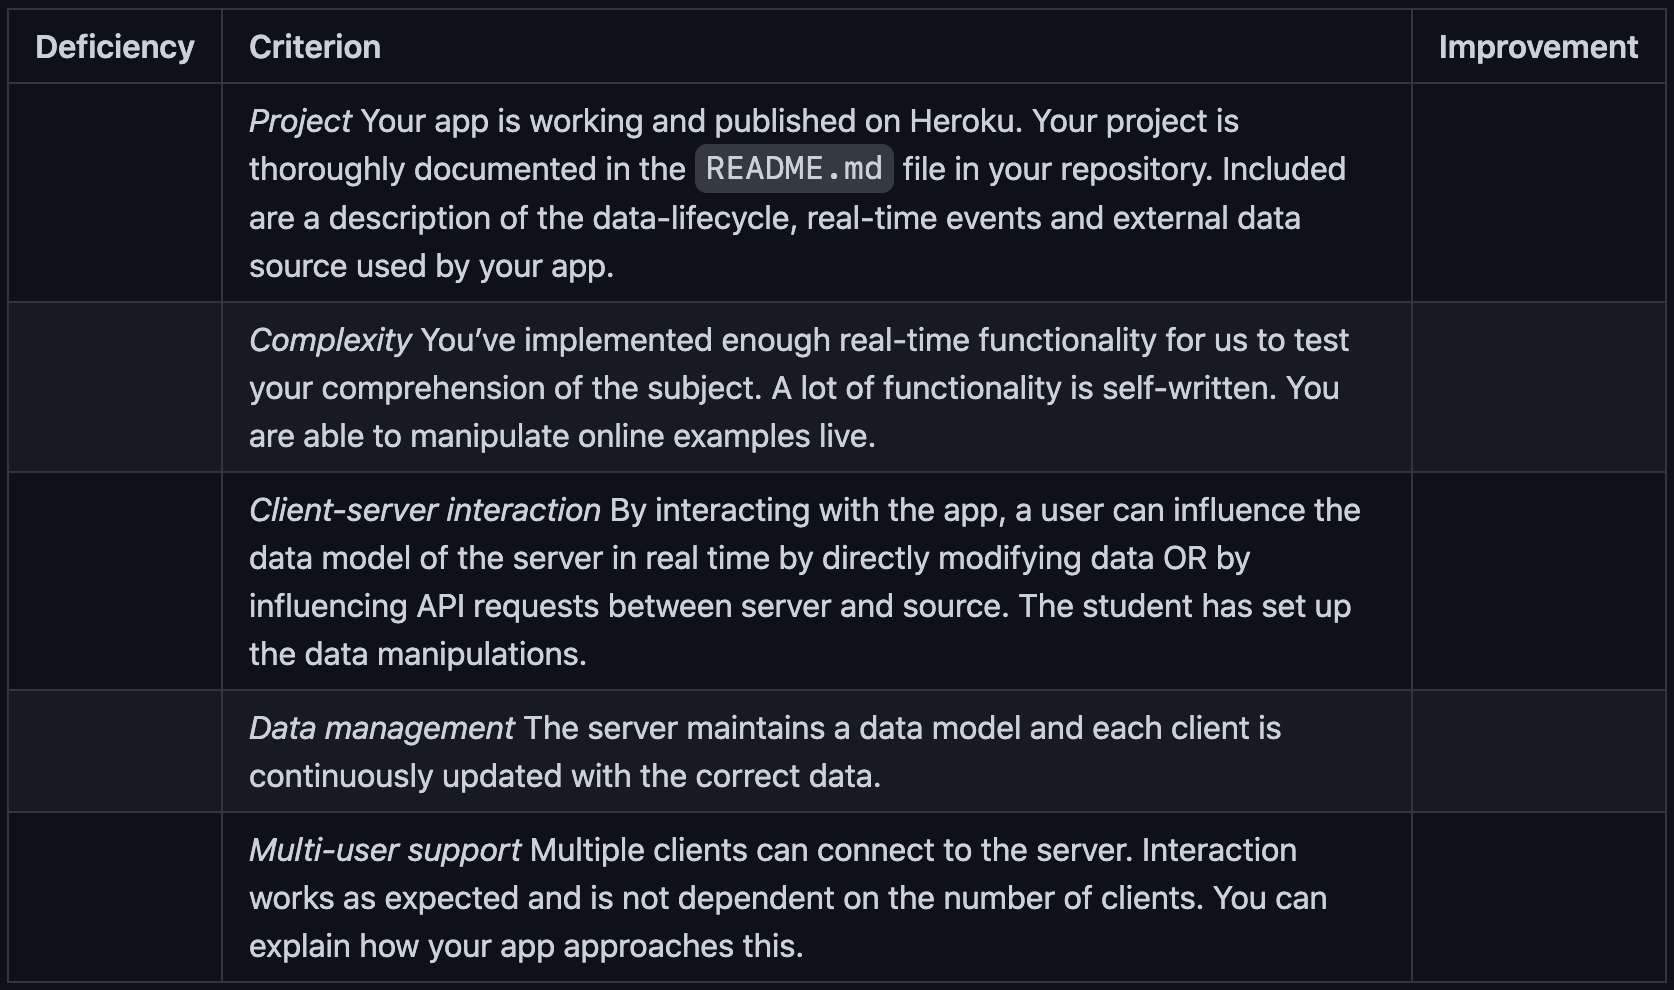 Deficiency Criterion Improvement
Project Your app is working and published on Heroku. Your project is
thoroughly documented in the README.md file in your repository. Included
are a description of the data-lifecycle, real-time events and external data
source used by your app.
Complexity You’ve implemented enough real-time functionality for us to test
your comprehension of the subject. A lot of functionality is self-written. You
are able to manipulate online examples live.
Client-server interaction By interacting with the app, a user can influence the
data model of the server in real time by directly modifying data OR by
influencing API requests between server and source. The student has set up
the data manipulations.
Data management The server maintains a data model and each client is
continuously updated with the correct data.
Multi-user support Multiple clients can connect to the server. Interaction
works as expected and is not dependent on the number of clients. You can
explain how your app approaches this.